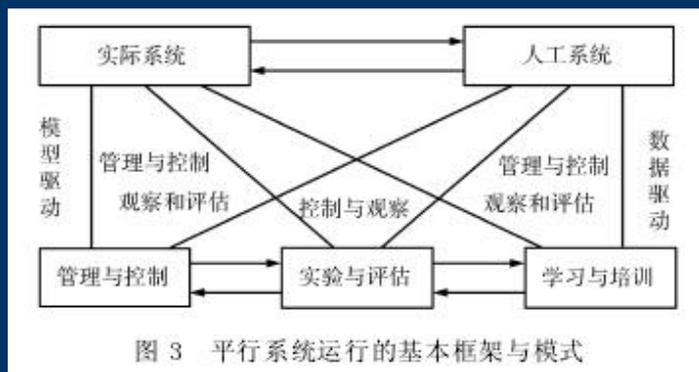 实际系统
人工系统
模型驱动
管理与控制
观察和评估
控制与观察
管理与控制
观察和评估
数据驱动
管理与控制
实验与评估
学习与培训
图 3 平行系统运行的基本框架与模式